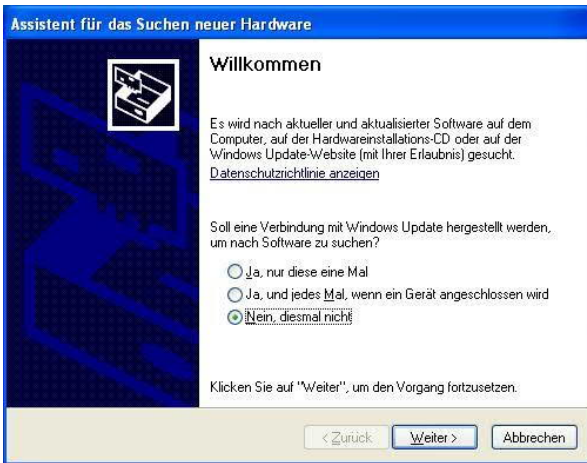 Assistent für das Suchen neuer Hardware
Willkommen
Es wird nach aktueller und aktualisierter Software auf dem
Computer, auf der Hardwareinstallations-CD oder auf der
Windows Update-Website (mit Ihrer Erlaubnis) gesucht.
Datenschutzrichtlinie anzeigen
Soll eine Verbindung mit Windows Update hergestellt werden,
um nach Software zu suchen?
Ja, nur diese eine Mal
Ja, und jedes Mal, wenn ein Gerät angeschlossen wird
Nein, diesmal nicht
Klicken Sie auf "Weiter", um den Vorgang fortzusetzen.
< Zurück Weiter > Abbrechen